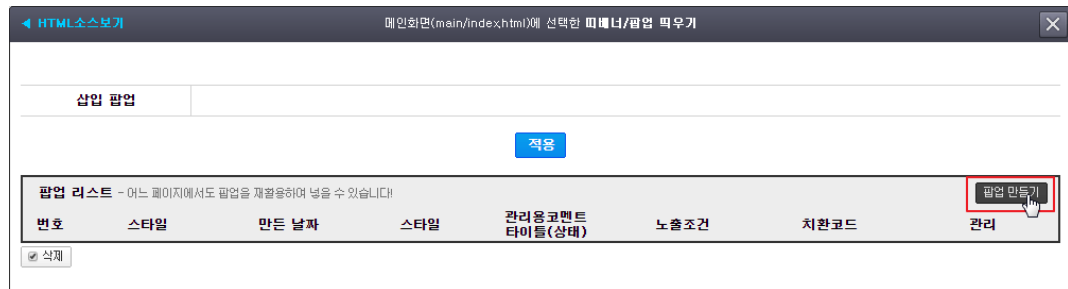 ◀ HTML소스보기
메인화면(main/index.html)에 선택한 띠배너/팝업 띄우기
삽입 팝업
적용
팝업 리스트 - 어느 페이지에서도 팝업을 재활용하여 넣을 수 있습니다!
팝업 만들기
번호 스타일 만든 날짜 스타일 관리용코멘트 타이틀(상태) 노출조건 치환코드 관리
삭제